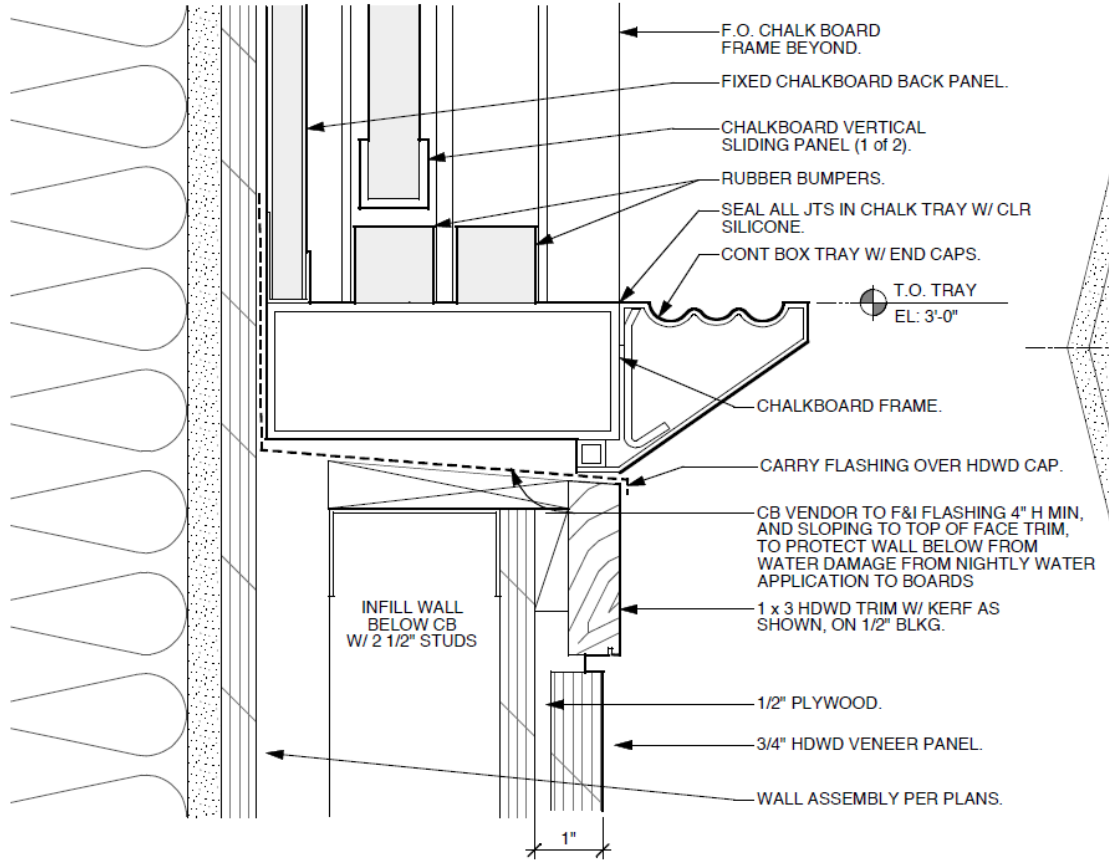 F.O. CHALK BOARD
FRAME BEYOND.
FIXED CHALKBOARD BACK PANEL.
CHALKBOARD VERTICAL
SLIDING PANEL (1 of 2).
RUBBER BUMPERS.
SEAL ALL JTS IN CHALK TRAY W/ CLR
SILICONE.
CONT BOX TRAY W/ END CAPS.
T.O. TRAY
EL: 3'-0"
CHALKBOARD FRAME.
CARRY FLASHING OVER HDWD CAP.
CB VENDOR TO F&I FLASHING 4" H MIN,
AND SLOPING TO TOP OF FACE TRIM,
TO PROTECT WALL BELOW FROM
WATER DAMAGE FROM NIGHTLY WATER
APPLICATION TO BOARDS
INFILL WALL
BELOW CB
W/ 2 1/2" STUDS
1 x 3 HDWD TRIM W/ KERF AS
SHOWN, ON 1/2" BLKG.
1/2" PLYWOOD.
3/4" HDWD VENEER PANEL.
WALL ASSEMBLY PER PLANS.
1"